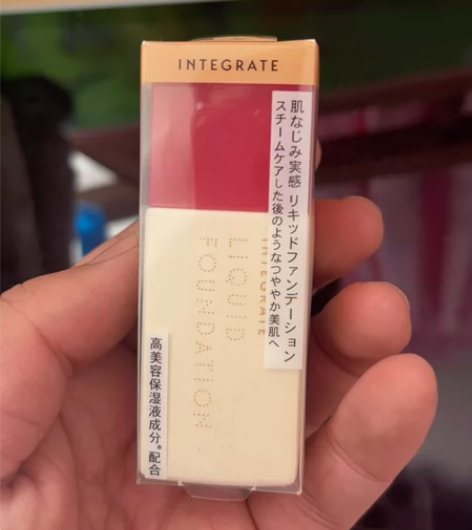 INTEGRATE
肌なじみ実感 リキッドファンデーション
スチームケアした後のようなつややか美肌へ
INTEGRATE
LIQUID
FOUNDATION
高美容保湿液成分*配合